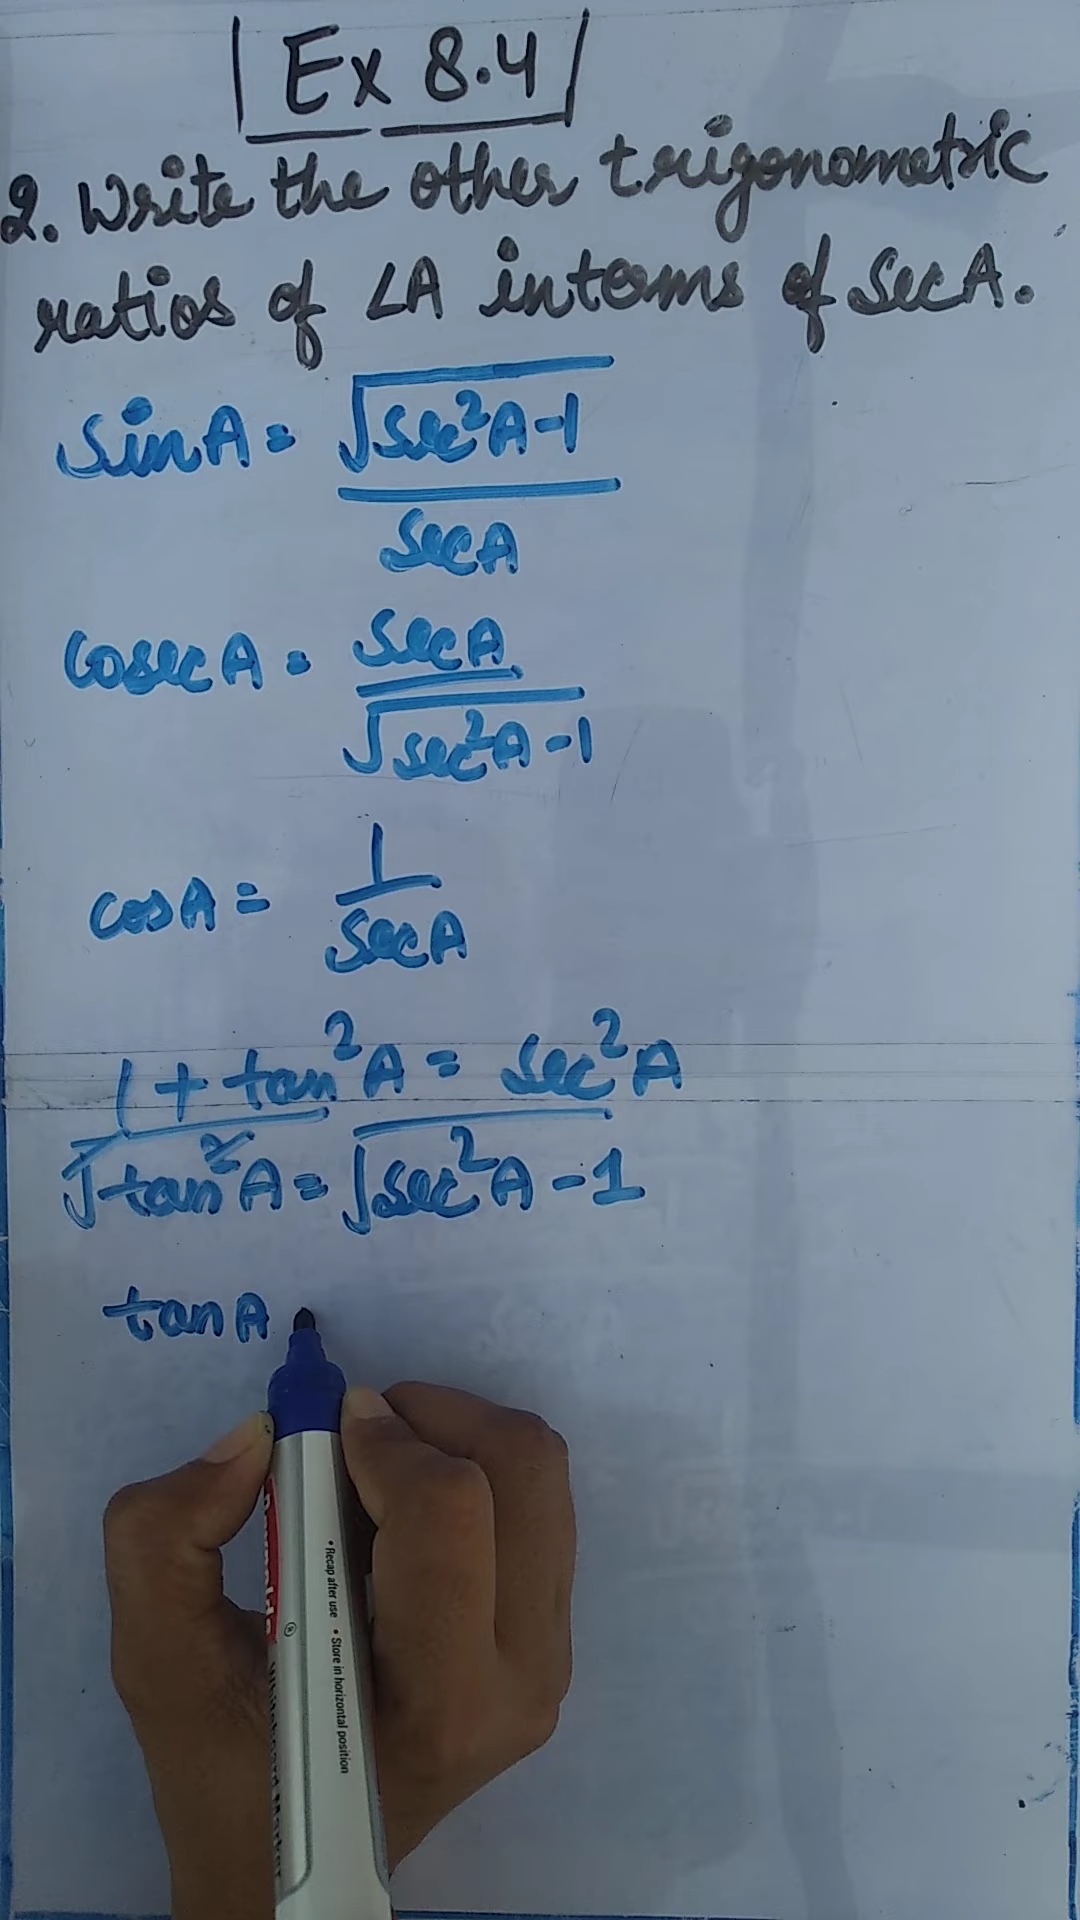 Ex 8.4
2. Write the other trigonometric
ratios of ∠A interms of SecA.
SinA = √(sec²A-1) / SecA
CosecA = SecA / √(sec²A-1)
cosA = 1 / SecA
1 + tan²A = Sec²A
√tan²A = √(sec²A-1)
tanA
• Recap after use • Store in horizontal position